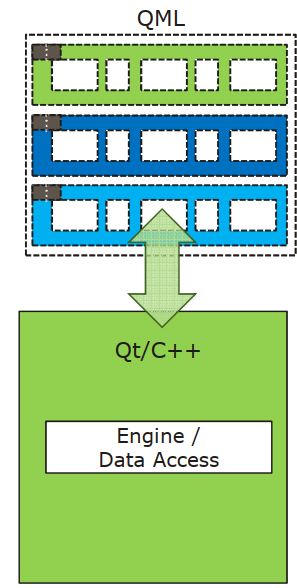 QML
Qt/C++
Engine /
Data Access